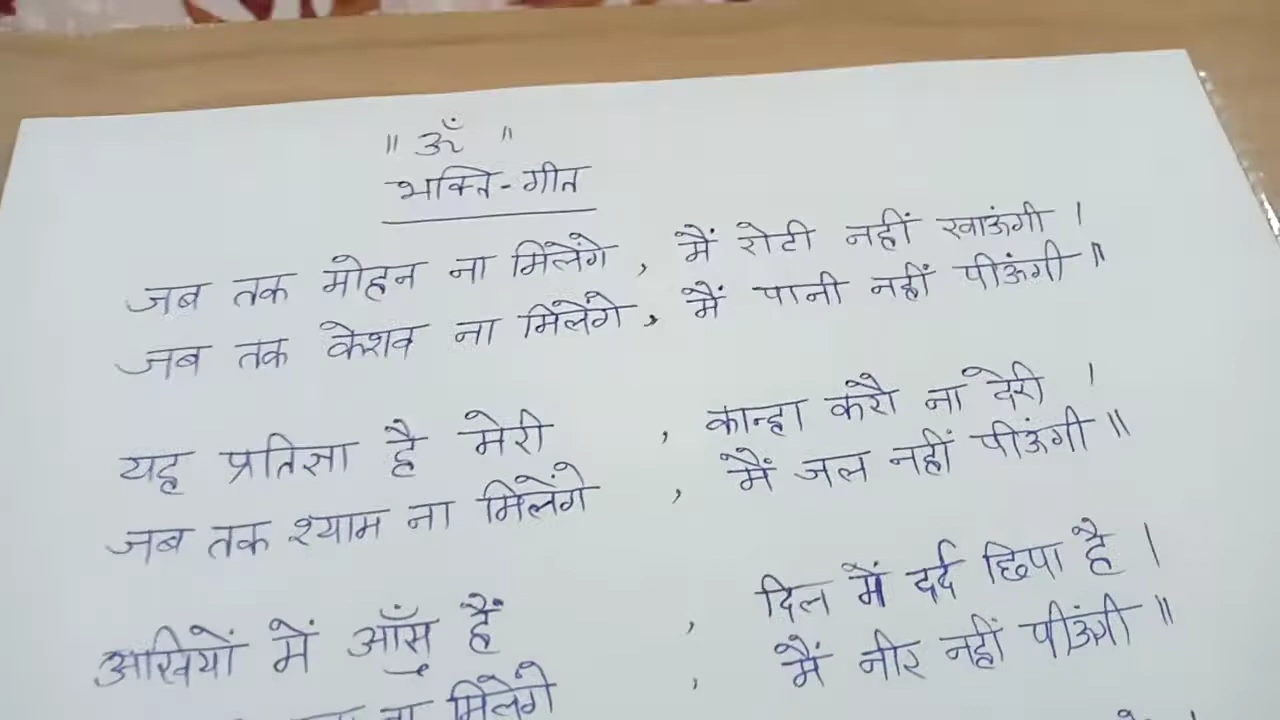 ॥ ॐ ॥
भक्ति-गीत
जब तक मोहन ना मिलेंगे, मैं रोटी नहीं खाऊंगी।
जब तक केशव ना मिलेंगे, मैं पानी नहीं पीऊंगी॥
यह प्रतिज्ञा है मेरी, कान्हा करौ ना देरी।
जब तक श्याम ना मिलेंगे, मैं जल नहीं पीऊंगी॥
अखियों में आँसू हैं, दिल में दर्द छिपा है।
ना मिलेंगे, मैं नीर नहीं पीऊंगी॥